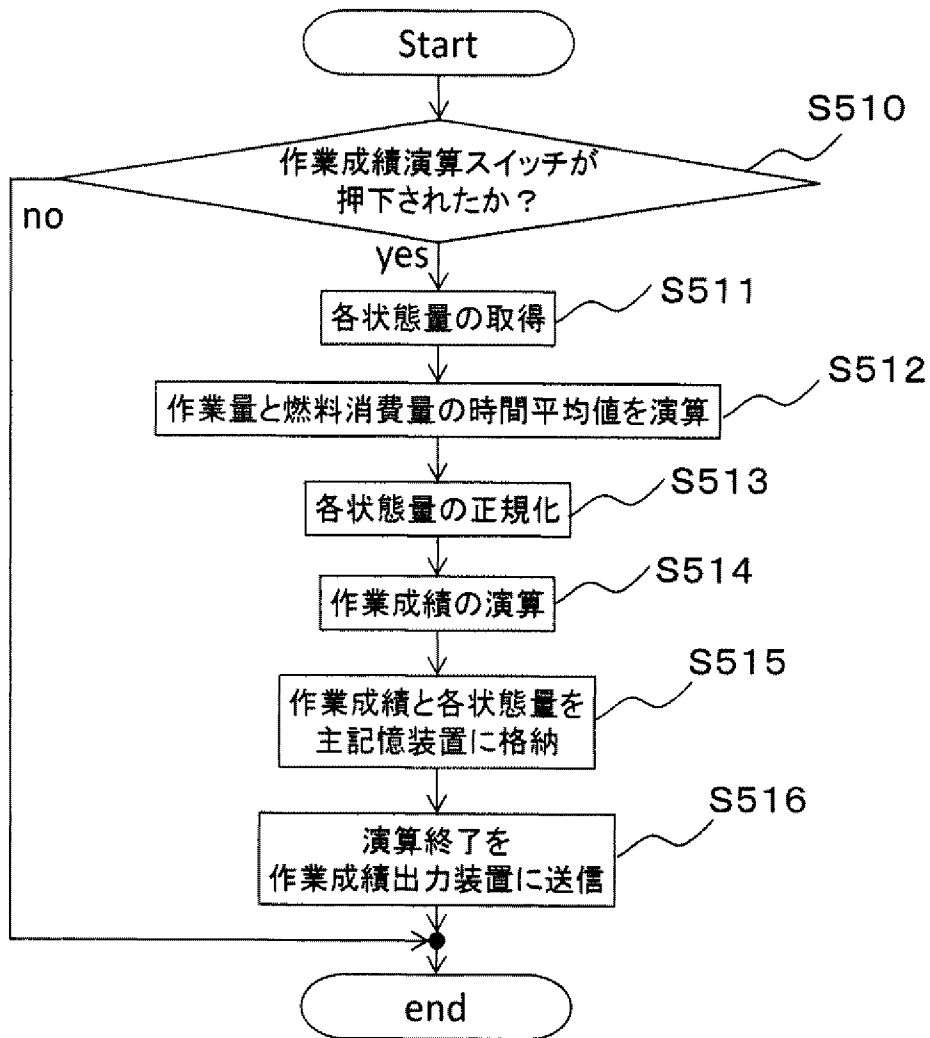 Start
S510
作業成績演算スイッチが
押下されたか？
no
yes
S511
各状態量の取得
S512
作業量と燃料消費量の時間平均値を演算
S513
各状態量の正規化
S514
作業成績の演算
S515
作業成績と各状態量を
主記憶装置に格納
S516
演算終了を
作業成績出力装置に送信
end